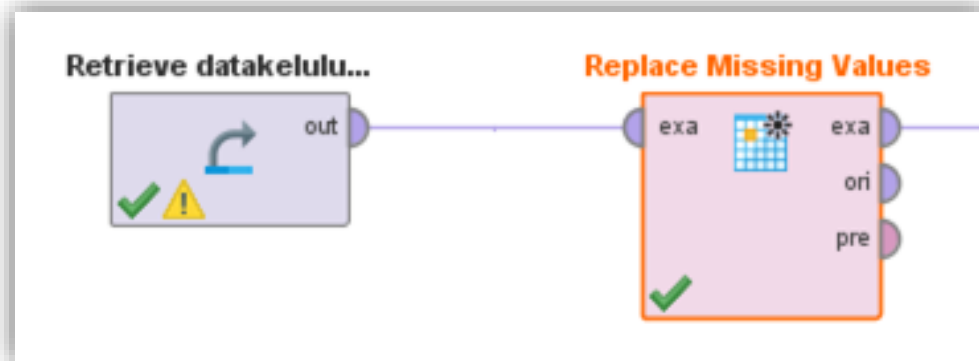 Retrieve datakelulu...
Replace Missing Values
out
exa
exa
ori
pre